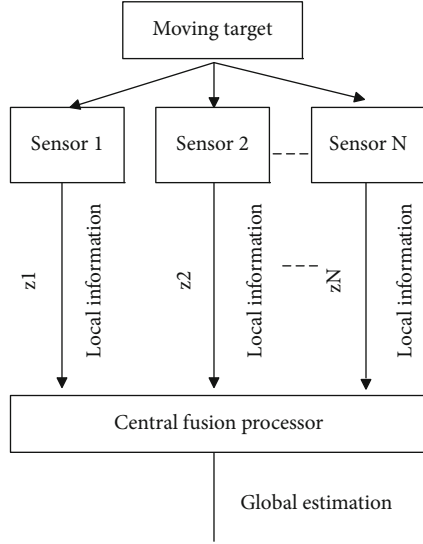 Moving target
Sensor 1
Sensor 2
Sensor N
z1
Local information
z2
Local information
zN
Local information
Central fusion processor
Global estimation